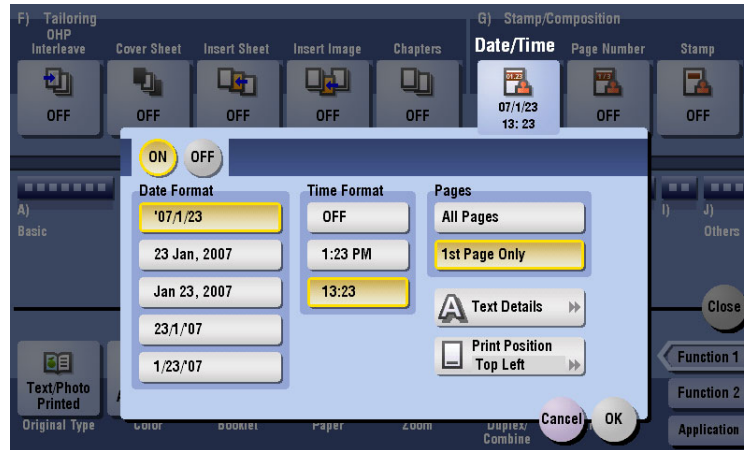 F) Tailoring
G) Stamp/Composition
OHP
Interleave
Cover Sheet
Insert Sheet
Insert Image
Chapters
Date/Time
Page Number
Stamp
OFF
OFF
OFF
OFF
OFF
07/1/23
13: 23
OFF
OFF
ON
OFF
Date Format
Time Format
Pages
'07/1/23
OFF
All Pages
23 Jan, 2007
1:23 PM
1st Page Only
Jan 23, 2007
13:23
Text Details
23/1/'07
Print Position
Top Left
1/23/'07
A)
Basic
I)
J)
Others
Close
Text/Photo
Printed
Function 1
Function 2
Cancel
OK
Original Type
Color
Booklet
Paper
Zoom
Duplex/
Combine
Application